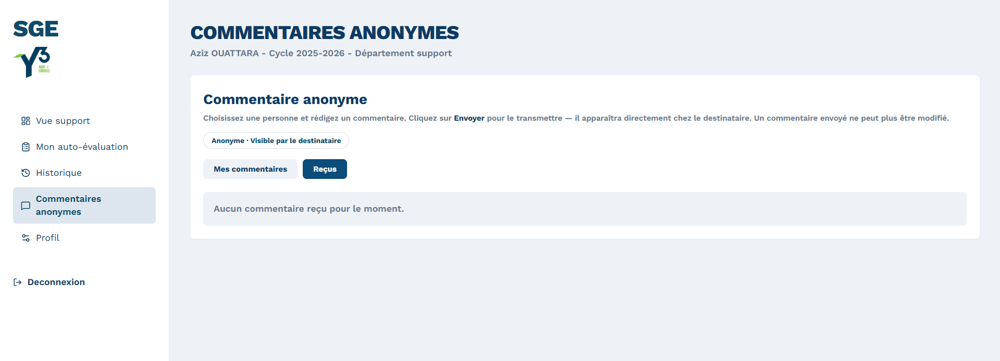 SGE
Y3
AUDIT &
CONSEILS
Vue support
Mon auto-évaluation
Historique
Commentaires
anonymes
Profil
Deconnexion
COMMENTAIRES ANONYMES
Aziz OUATTARA - Cycle 2025-2026 - Département support
Commentaire anonyme
Choisissez une personne et rédigez un commentaire. Cliquez sur Envoyer pour le transmettre — il apparaîtra directement chez le destinataire. Un commentaire envoyé ne peut plus être modifié.
Anonyme · Visible par le destinataire
Mes commentaires
Reçus
Aucun commentaire reçu pour le moment.